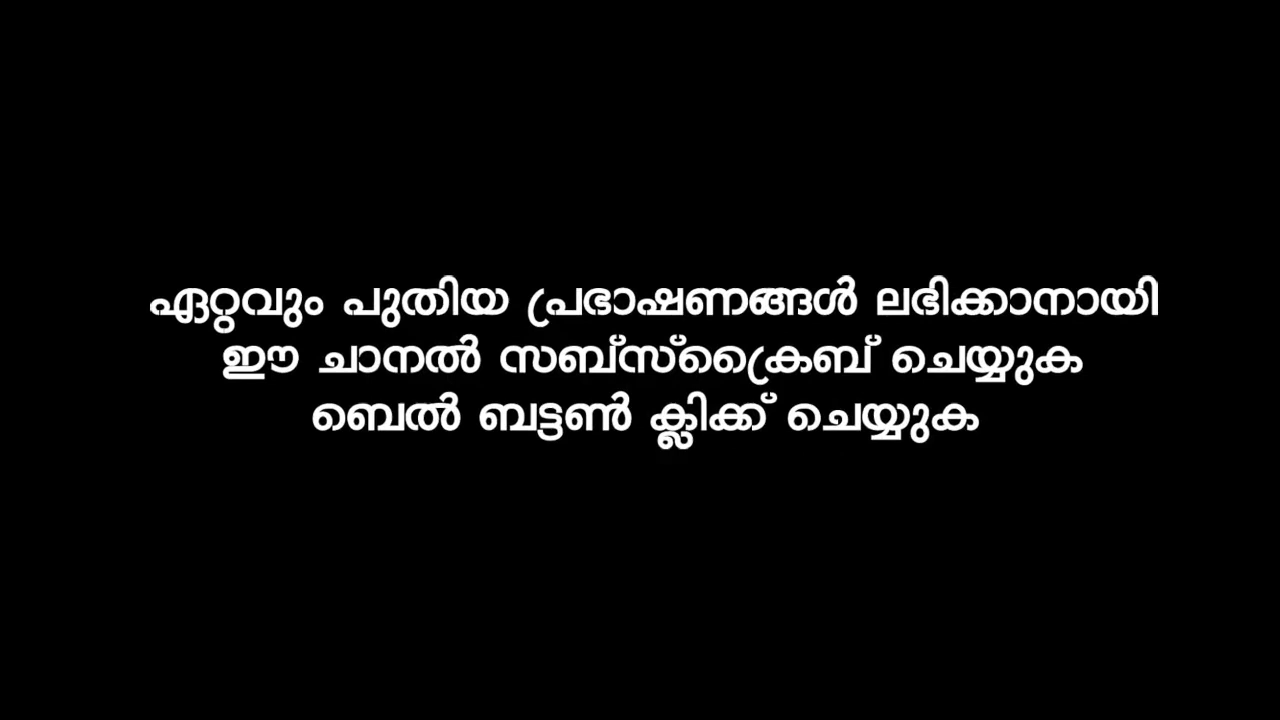 ഏറ്റവും പുതിയ പ്രഭാഷണങ്ങൾ ലഭിക്കാനായി
ഈ ചാനൽ സബ്സ്ക്രൈബ് ചെയ്യുക
ബെൽ ബട്ടൺ ക്ലിക്ക് ചെയ്യുക